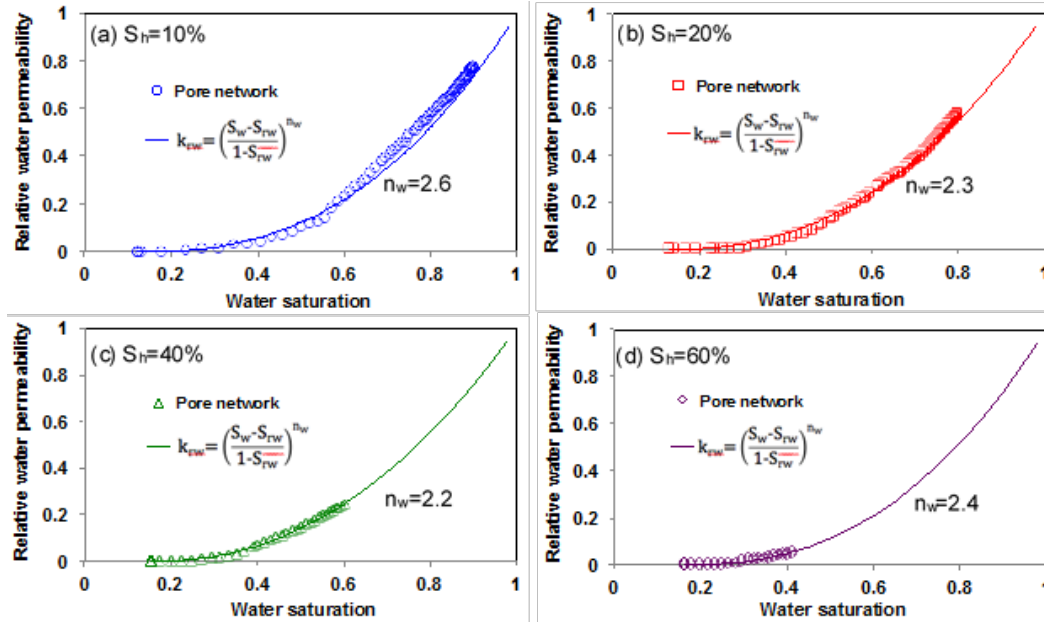 (a) Sh=10%
Relative water permeability
1
0.8
0.6
0.4
0.2
0
Pore network
krw=((Sw-Srw)/(1-Srw))^nw
nw=2.6
0 0.2 0.4 0.6 0.8 1
Water saturation
(b) Sh=20%
Relative water permeability
1
0.8
0.6
0.4
0.2
0
Pore network
krw=((Sw-Srw)/(1-Srw))^nw
nw=2.3
0 0.2 0.4 0.6 0.8 1
Water saturation
(c) Sh=40%
Relative water permeability
1
0.8
0.6
0.4
0.2
0
Pore network
krw=((Sw-Srw)/(1-Srw))^nw
nw=2.2
0 0.2 0.4 0.6 0.8 1
Water saturation
(d) Sh=60%
Relative water permeability
1
0.8
0.6
0.4
0.2
0
Pore network
krw=((Sw-Srw)/(1-Srw))^nw
nw=2.4
0 0.2 0.4 0.6 0.8 1
Water saturation